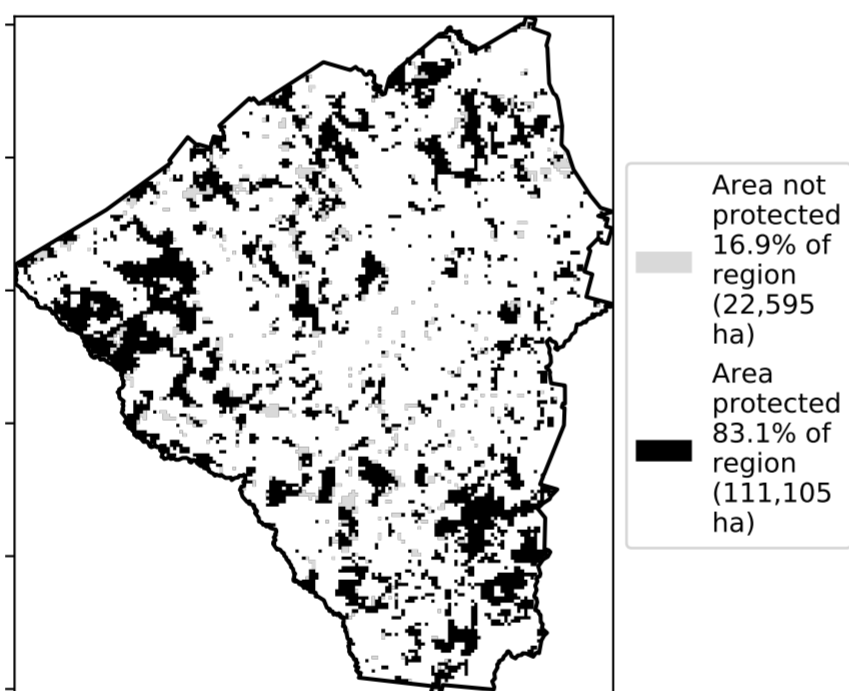 Area not
protected
16.9% of
region
(22,595
ha)
Area
protected
83.1% of
region
(111,105
ha)